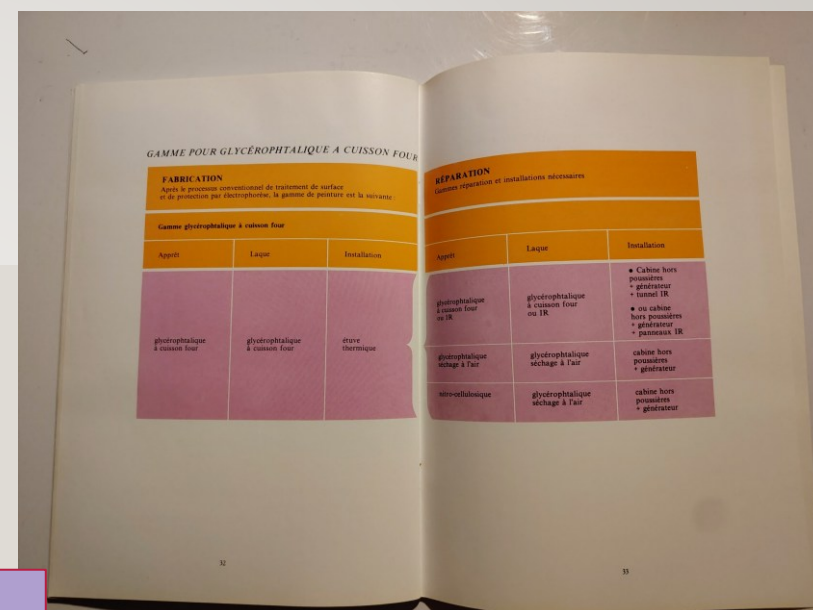 GAMME POUR GLYCÉROPHTALIQUE A CUISSON FOUR
FABRICATION
Après le processus conventionnel de traitement de surface
et de protection par électrophorèse, la gamme de peinture est la suivante :
Gamme glycérophtalique à cuisson four
Apprêt
Laque
Installation
glycérophtalique
à cuisson four
glycérophtalique
à cuisson four
étuve
thermique
32
RÉPARATION
Gammes réparation et installations nécessaires
Apprêt
Laque
Installation
glycérophtalique
à cuisson four
ou IR
glycérophtalique
à cuisson four
ou IR
• Cabine hors
poussières
+ générateur
+ tunnel IR
• ou cabine
hors poussières
+ générateur
+ panneaux IR
glycérophtalique
séchage à l'air
glycérophtalique
séchage à l'air
cabine hors
poussières
+ générateur
nitro-cellulosique
glycérophtalique
séchage à l'air
cabine hors
poussières
+ générateur
33